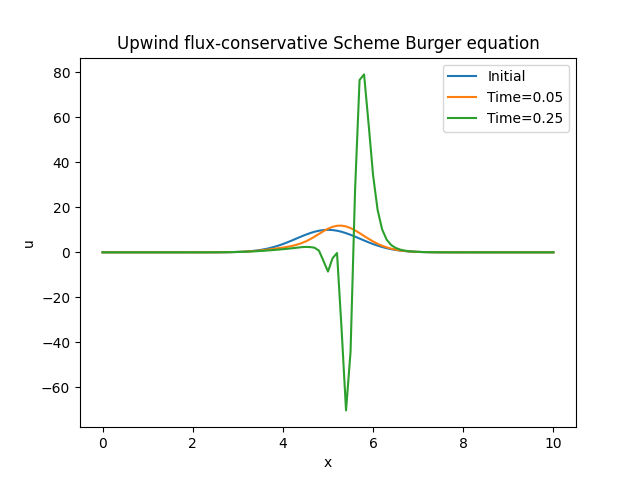 Upwind flux-conservative Scheme Burger equation
Initial
Time=0.05
Time=0.25
u
80
60
40
20
0
−20
−40
−60
0 2 4 6 8 10
x